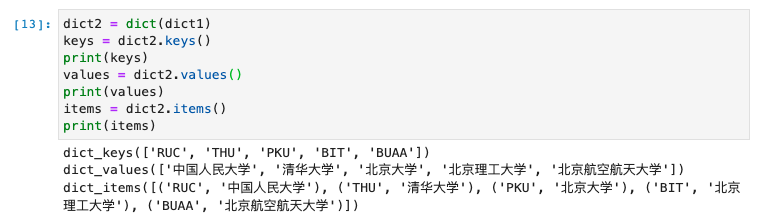 [13]: dict2 = dict(dict1)
keys = dict2.keys()
print(keys)
values = dict2.values()
print(values)
items = dict2.items()
print(items)
dict_keys(['RUC', 'THU', 'PKU', 'BIT', 'BUAA'])
dict_values(['中国人民大学', '清华大学', '北京大学', '北京理工大学', '北京航空航天大学'])
dict_items([('RUC', '中国人民大学'), ('THU', '清华大学'), ('PKU', '北京大学'), ('BIT', '北京
理工大学'), ('BUAA', '北京航空航天大学')])